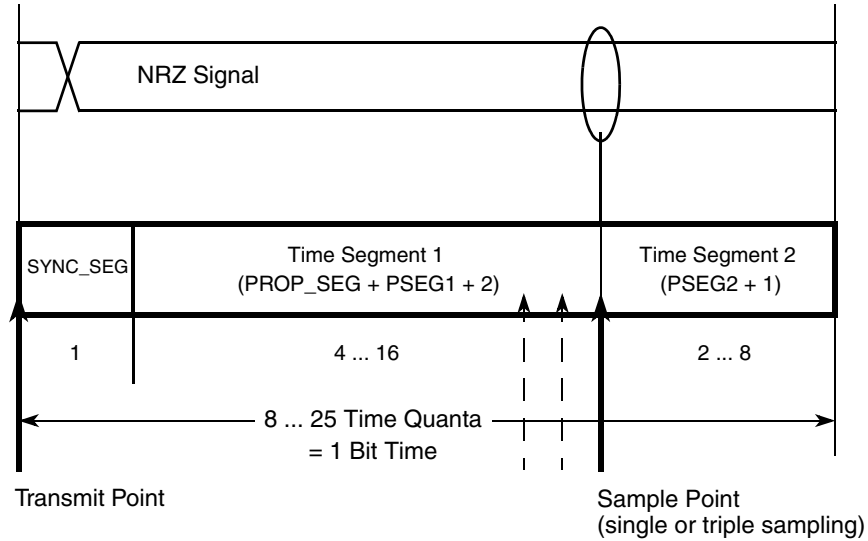 NRZ Signal
SYNC_SEG
Time Segment 1
(PROP_SEG + PSEG1 + 2)
Time Segment 2
(PSEG2 + 1)
1
4 ... 16
2 ... 8
8 ... 25 Time Quanta
= 1 Bit Time
Transmit Point
Sample Point
(single or triple sampling)